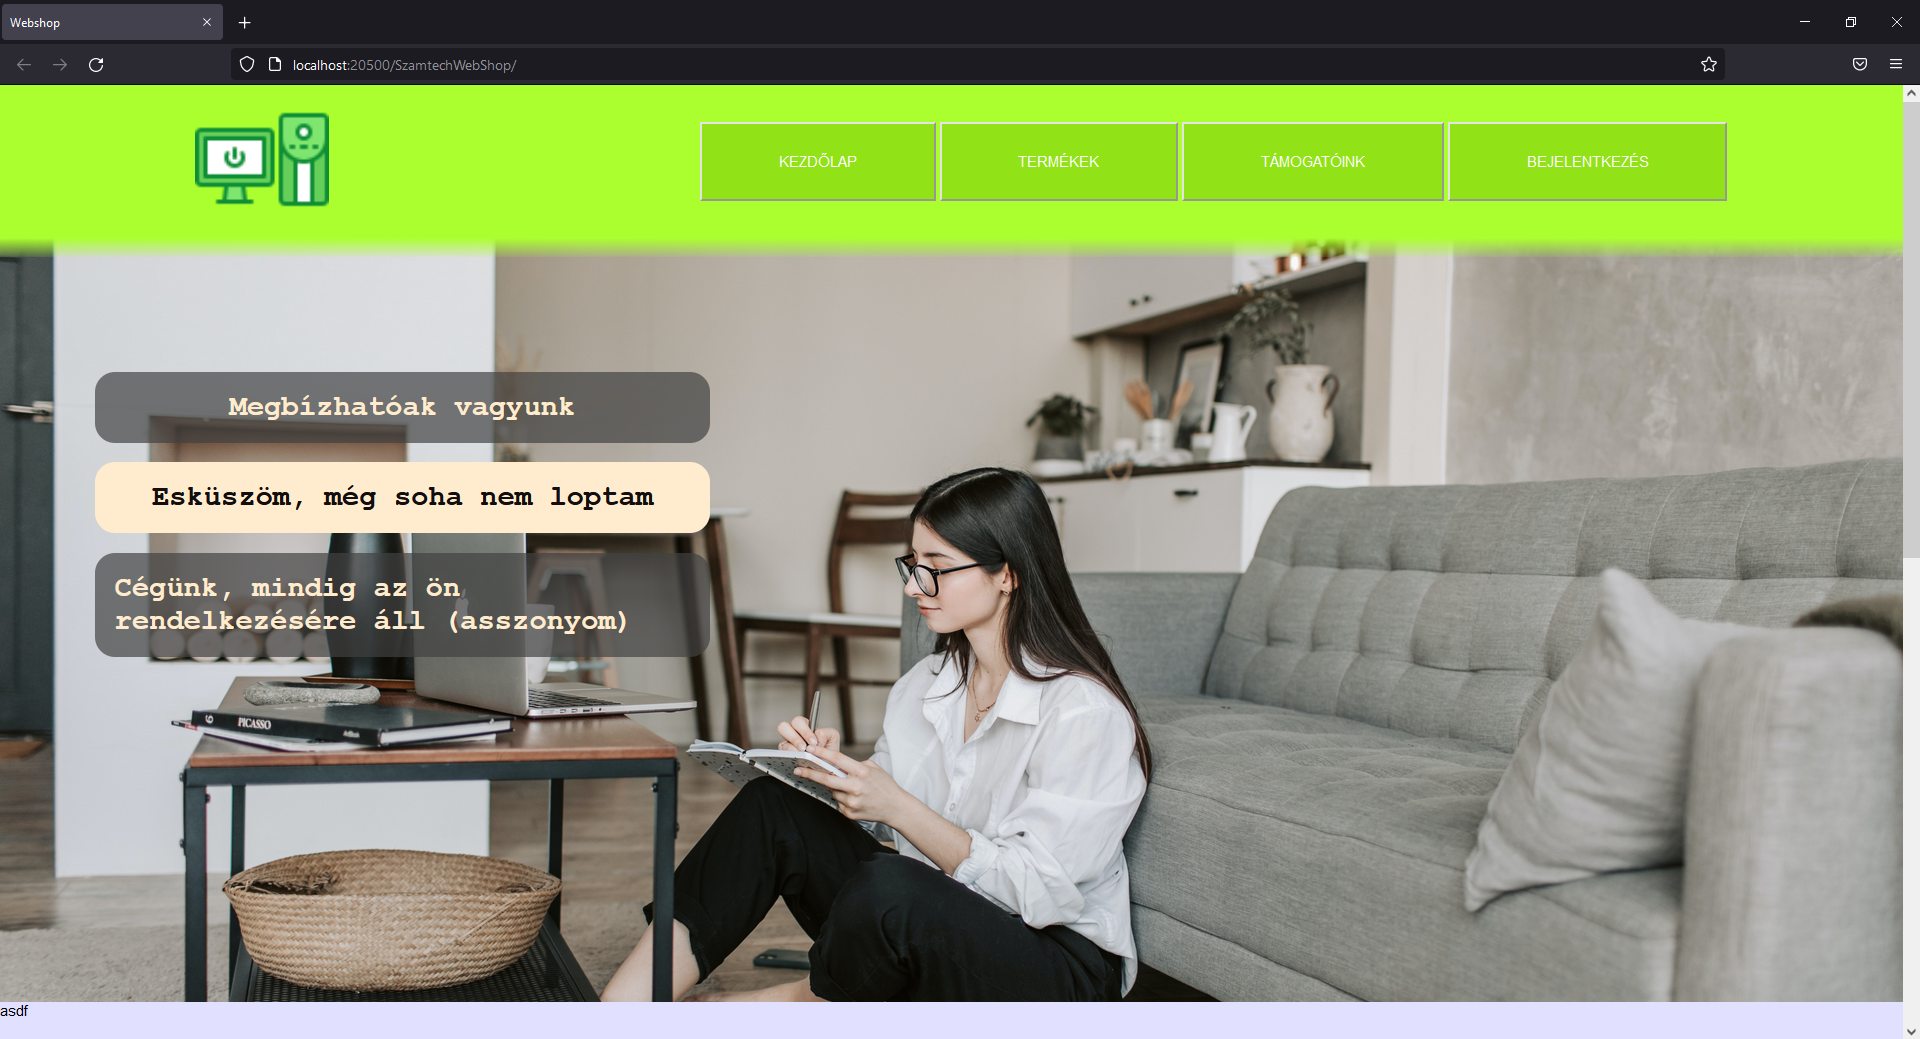 Webshop
localhost:20500/SzamtechWebShop/
KEZDŐLAP
TERMÉKEK
TÁMOGATÓINK
BEJELENTKEZÉS
Megbízhatóak vagyunk
Esküszöm, még soha nem loptam
Cégünk, mindig az ön
rendelkezésére áll (asszonyom)
PICASSO
asdf